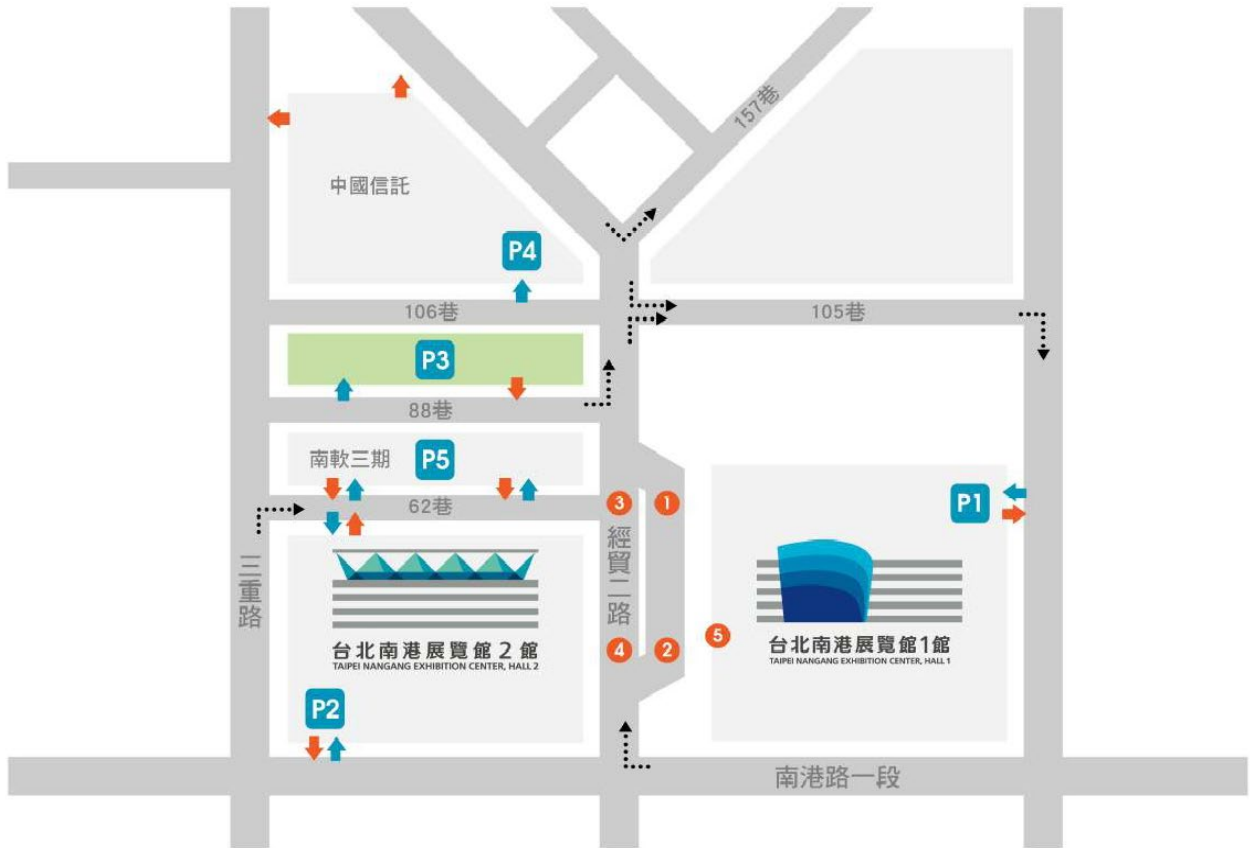 157巷
中國信託
P4
106巷
105巷
P3
88巷
南軟三期
P5
62巷
3
1
P1
經貿二路
三重路
台北南港展覽館2館
TAIPEI NANGANG EXHIBITION CENTER, HALL 2
4
2
5
台北南港展覽館1館
TAIPEI NANGANG EXHIBITION CENTER, HALL 1
P2
南港路一段